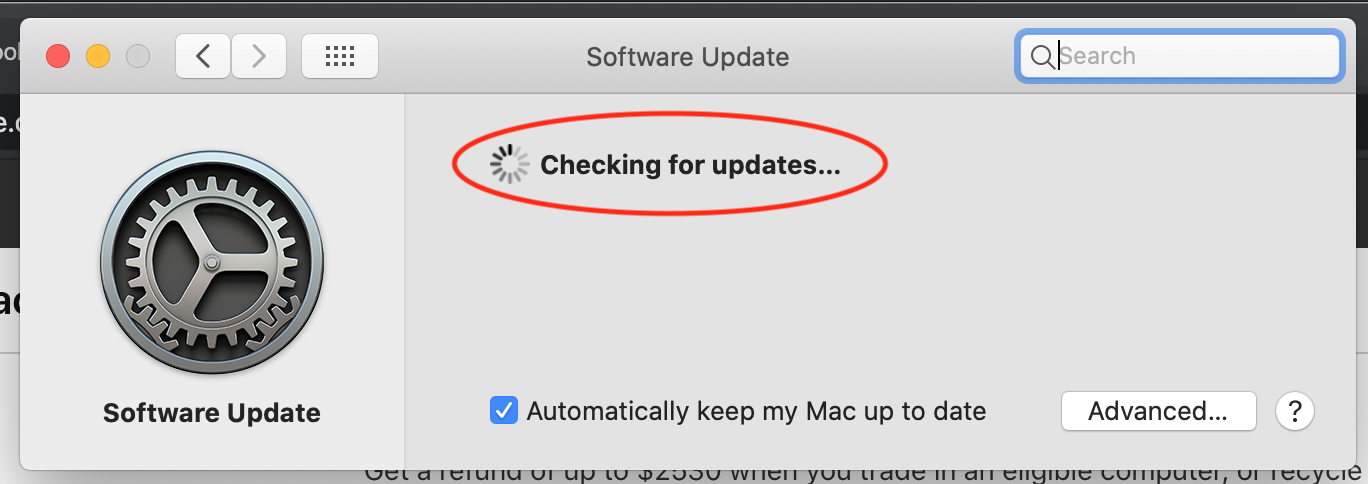 Software Update
Search
Checking for updates...
Software Update
Automatically keep my Mac up to date
Advanced...
?
Get a refund of up to $2530 when you trade in an eligible computer, or recycle